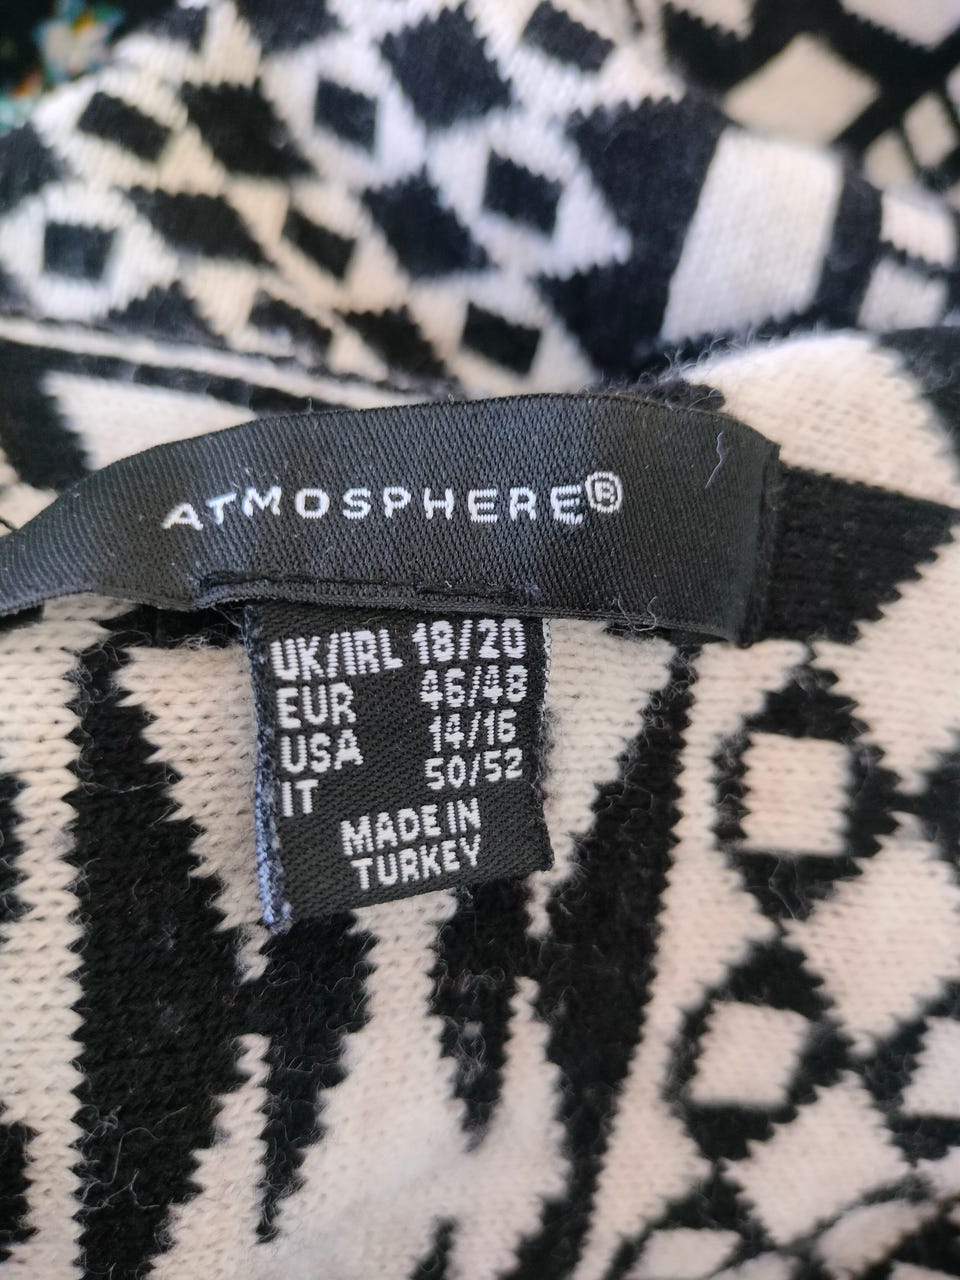 ATMOSPHERE®
UK/IRL 18/20
EUR 46/48
USA 14/16
IT 50/52
MADE IN
TURKEY